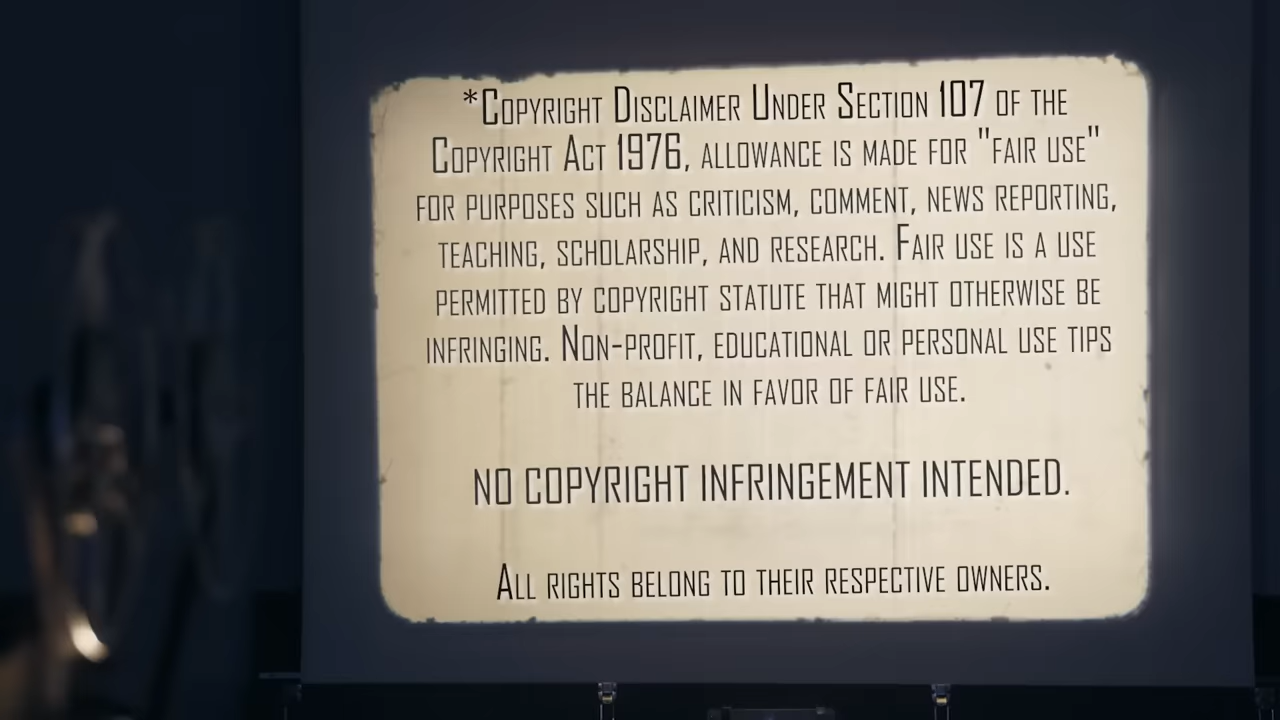 *Copyright Disclaimer Under Section 107 of the
Copyright Act 1976, allowance is made for "fair use"
for purposes such as criticism, comment, news reporting,
teaching, scholarship, and research. Fair use is a use
permitted by copyright statute that might otherwise be
infringing. Non-profit, educational or personal use tips
the balance in favor of fair use.
NO COPYRIGHT INFRINGEMENT INTENDED.
All rights belong to their respective owners.